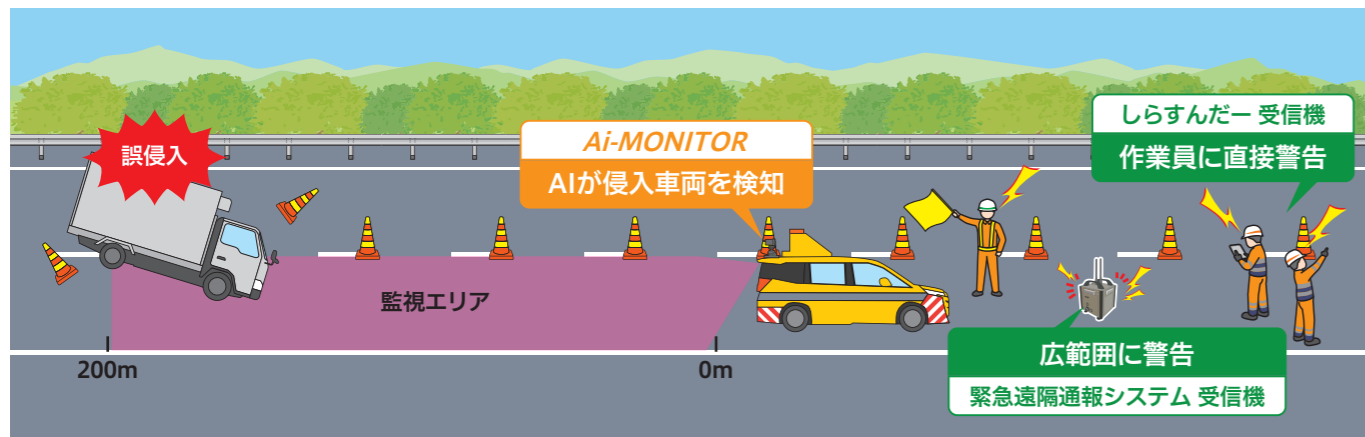 誤侵入
Ai-MONITOR
AIが侵入車両を検知
しらすんだー 受信機
作業員に直接警告
監視エリア
200m
0m
広範囲に警告
緊急遠隔通報システム 受信機